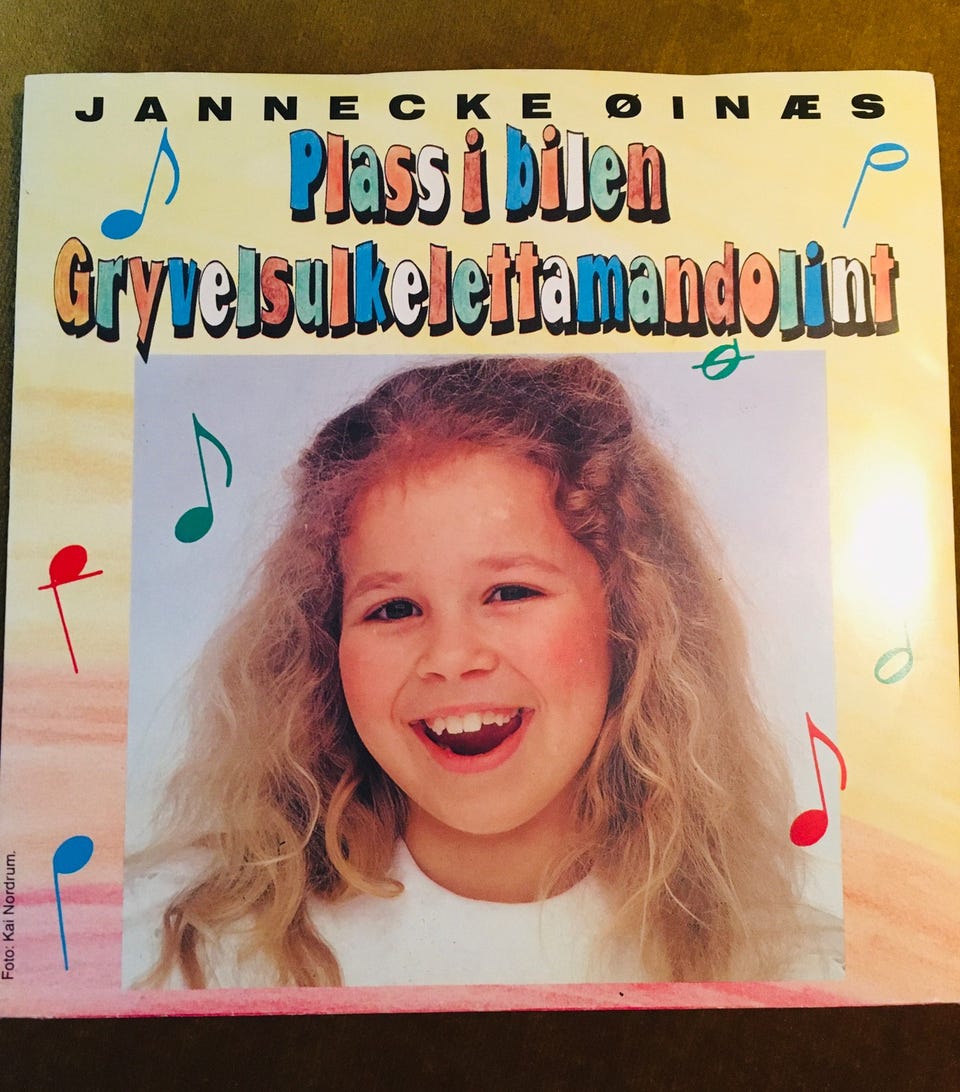 JANNECKE ØINÆS
Plass i bilen
Gryvelsulkelettamandolint
Foto: Kai Nordrum.